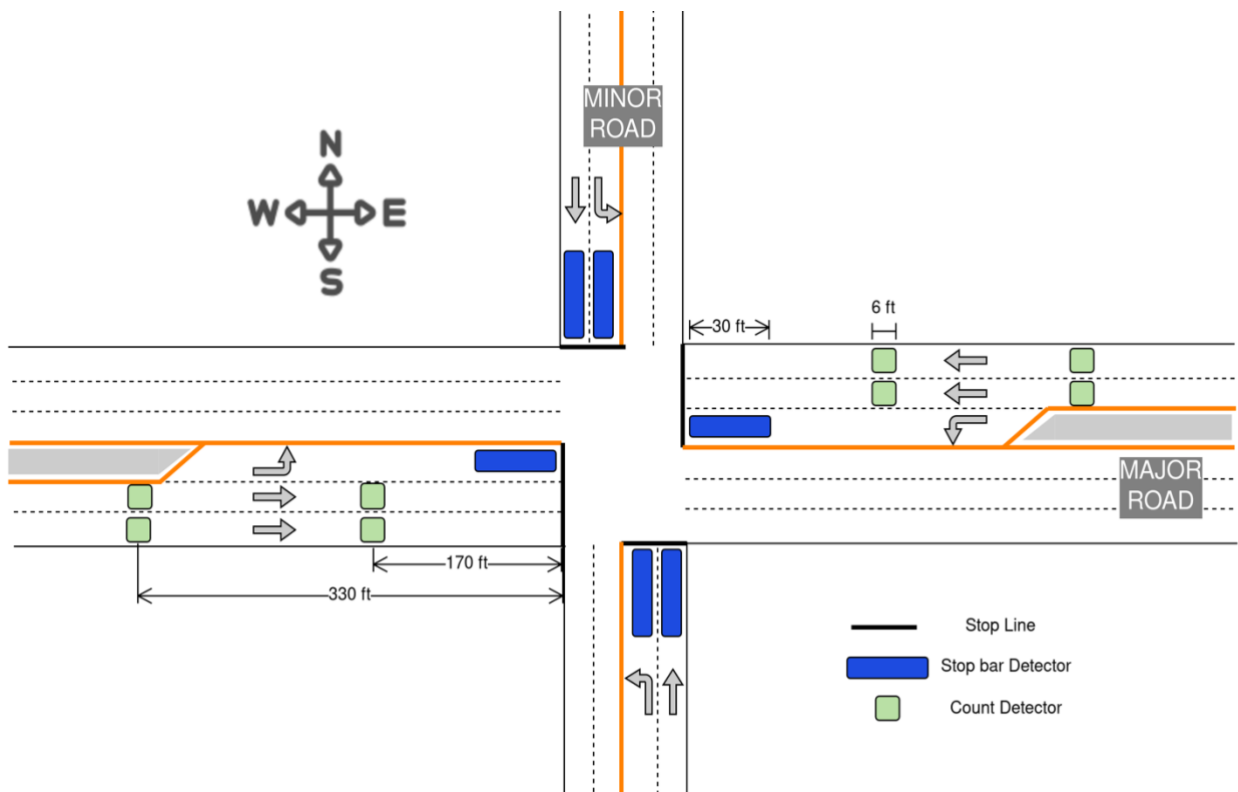 MINOR
ROAD
N
W
E
S
6 ft
30 ft
MAJOR
ROAD
170 ft
330 ft
Stop Line
Stop bar Detector
Count Detector